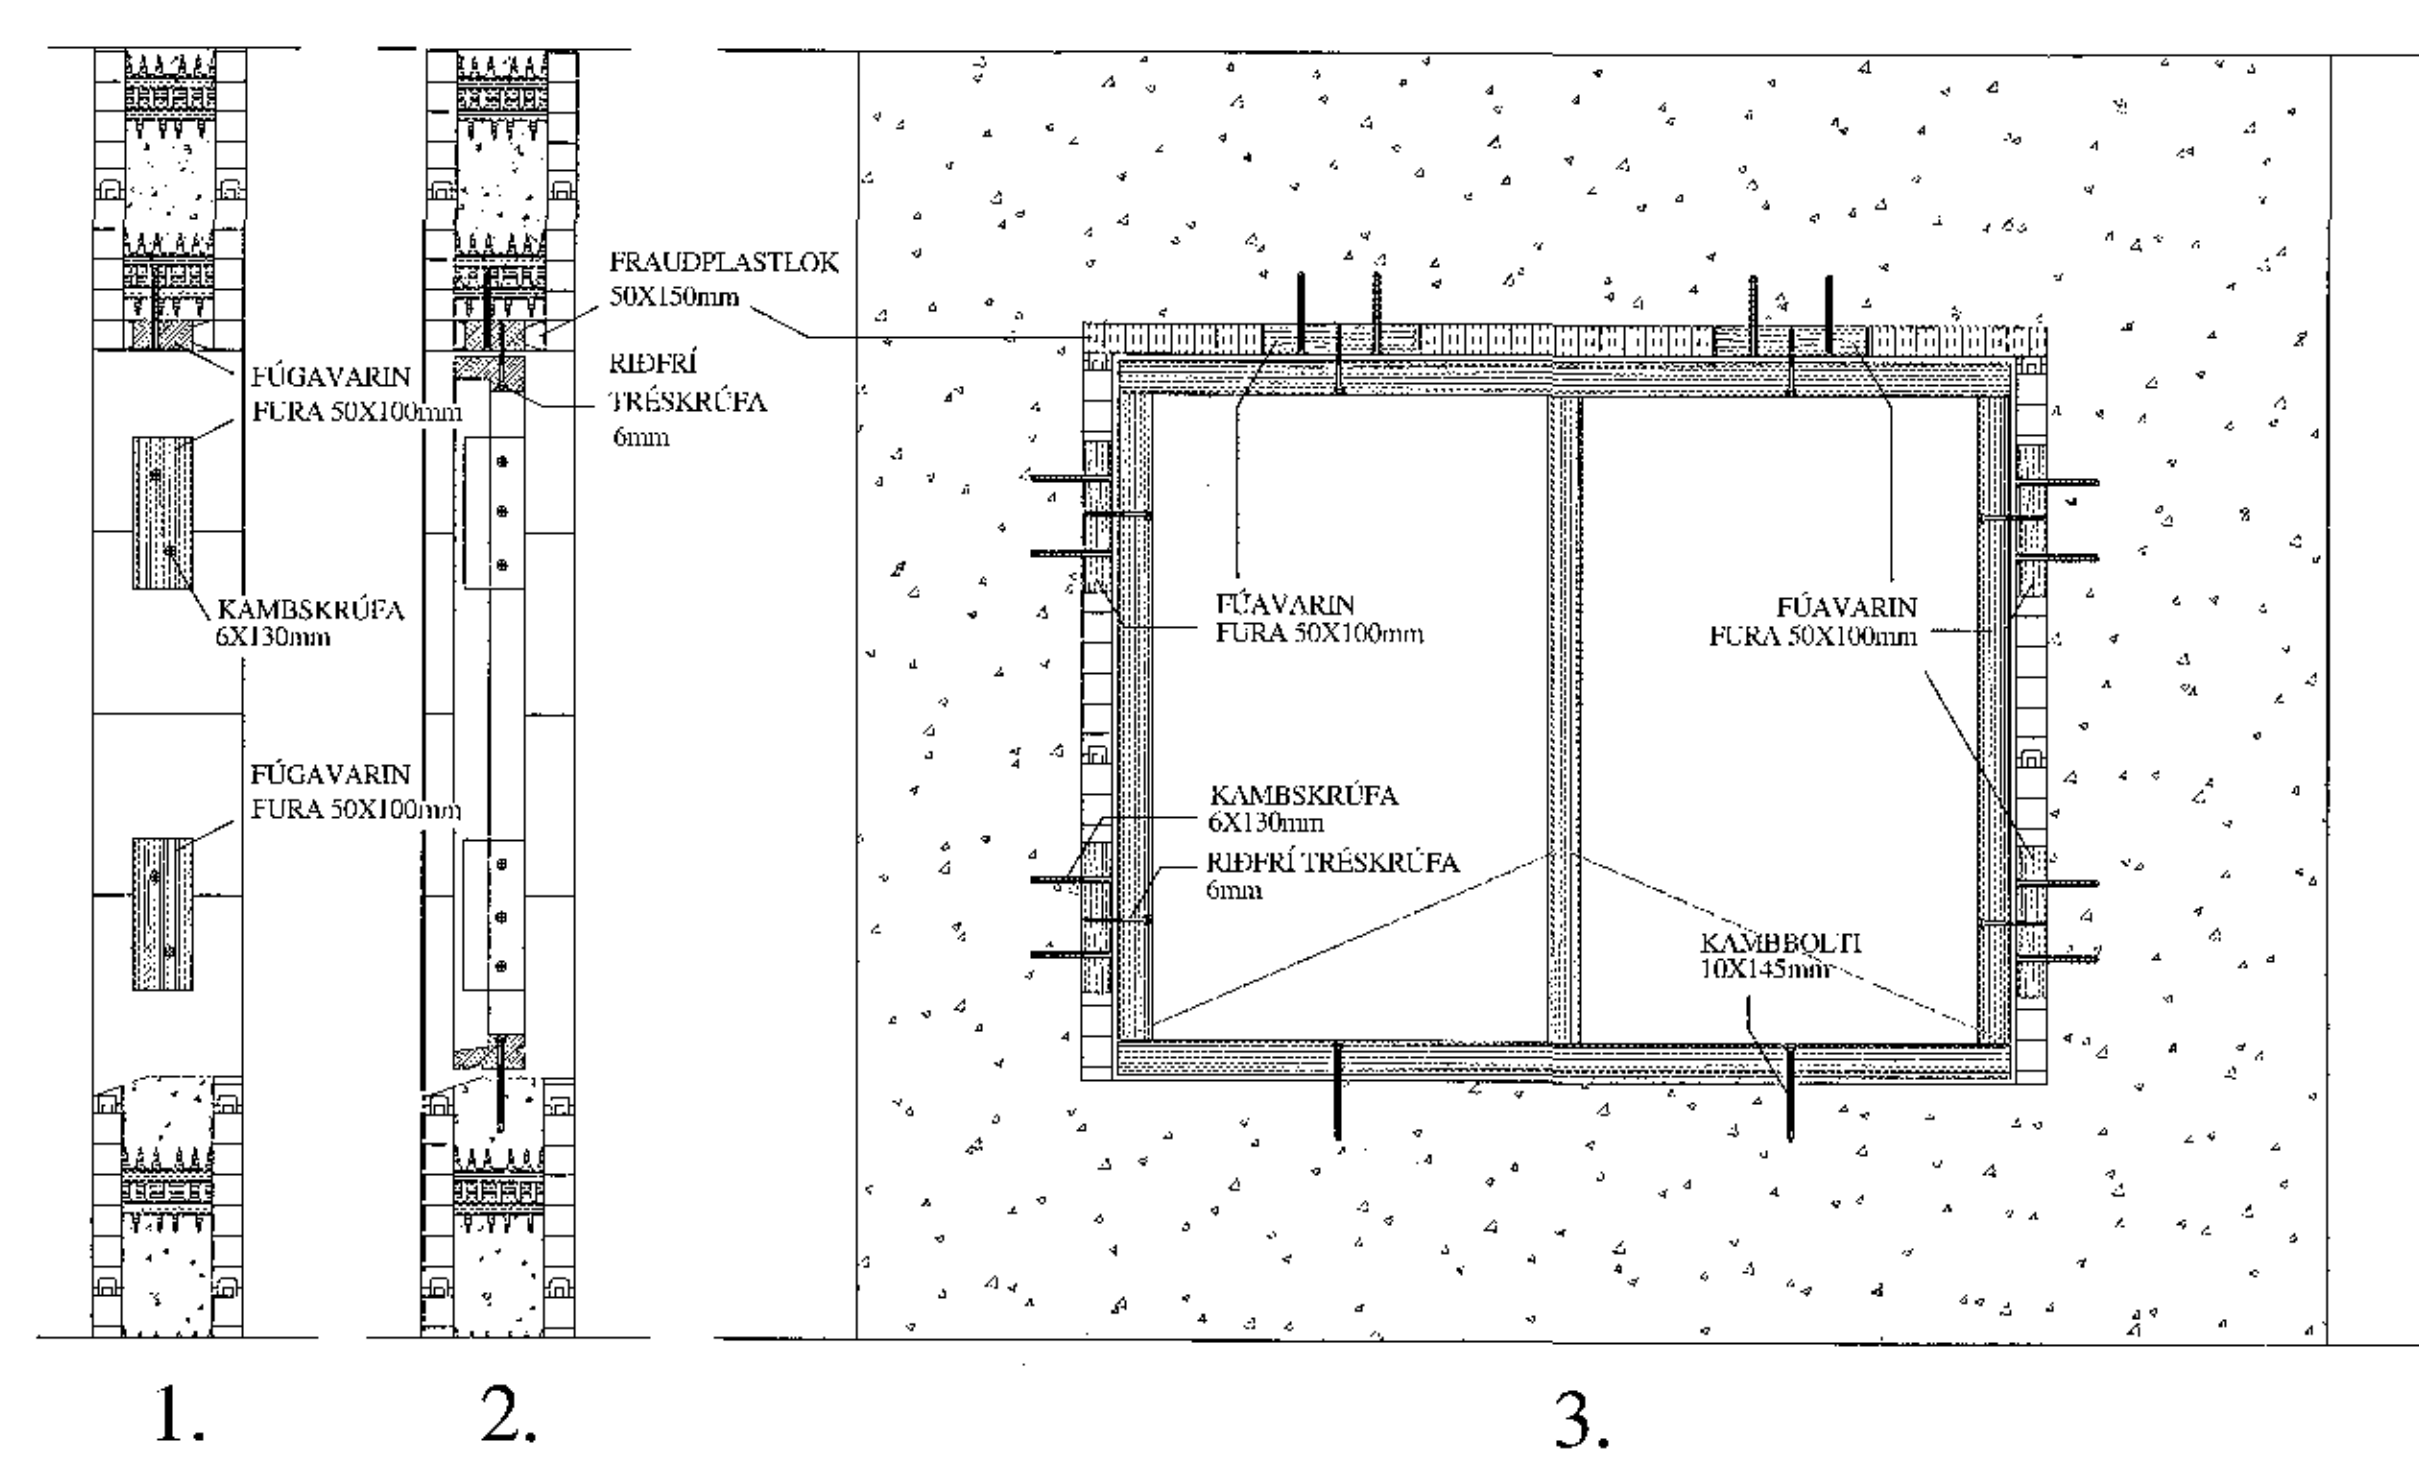 FRAUDPLASTLOK
50X150mm
RIÐFRÍ
TRÉSKRÚFA
6mm
FÚGAVARIN
FURA 50X100mm
KAMBSKRÚFA
6X130mm
FÚGAVARIN
FURA 50X100mm
FÚAVARIN
FURA 50X100mm
FÚAVARIN
FURA 50X100mm
KAMBSKRÚFA
6X130mm
RIÐFRÍ TRÉSKRÚFA
6mm
KAMBBOLTI
10X145mm
1.
2.
3.